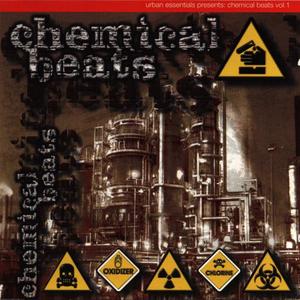 urban essentials presents: chemical beats vol.1
chemical
beats
chemical
beats
OXIDIZER
CHLORINE